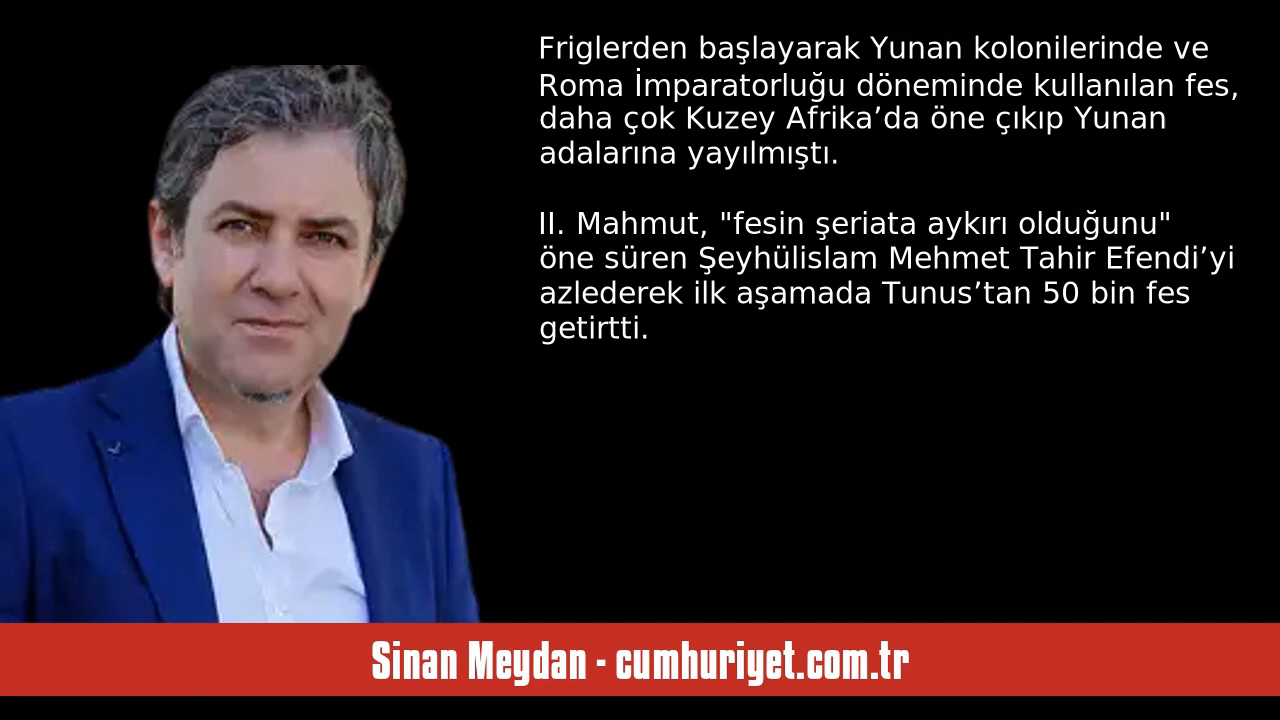 Friglerden başlayarak Yunan kolonilerinde ve
Roma İmparatorluğu döneminde kullanılan fes,
daha çok Kuzey Afrika’da öne çıkıp Yunan
adalarına yayılmıştı.
II. Mahmut, "fesin şeriata aykırı olduğunu"
öne süren Şeyhülislam Mehmet Tahir Efendi’yi
azlederek ilk aşamada Tunus’tan 50 bin fes
getirtti.
Sinan Meydan - cumhuriyet.com.tr